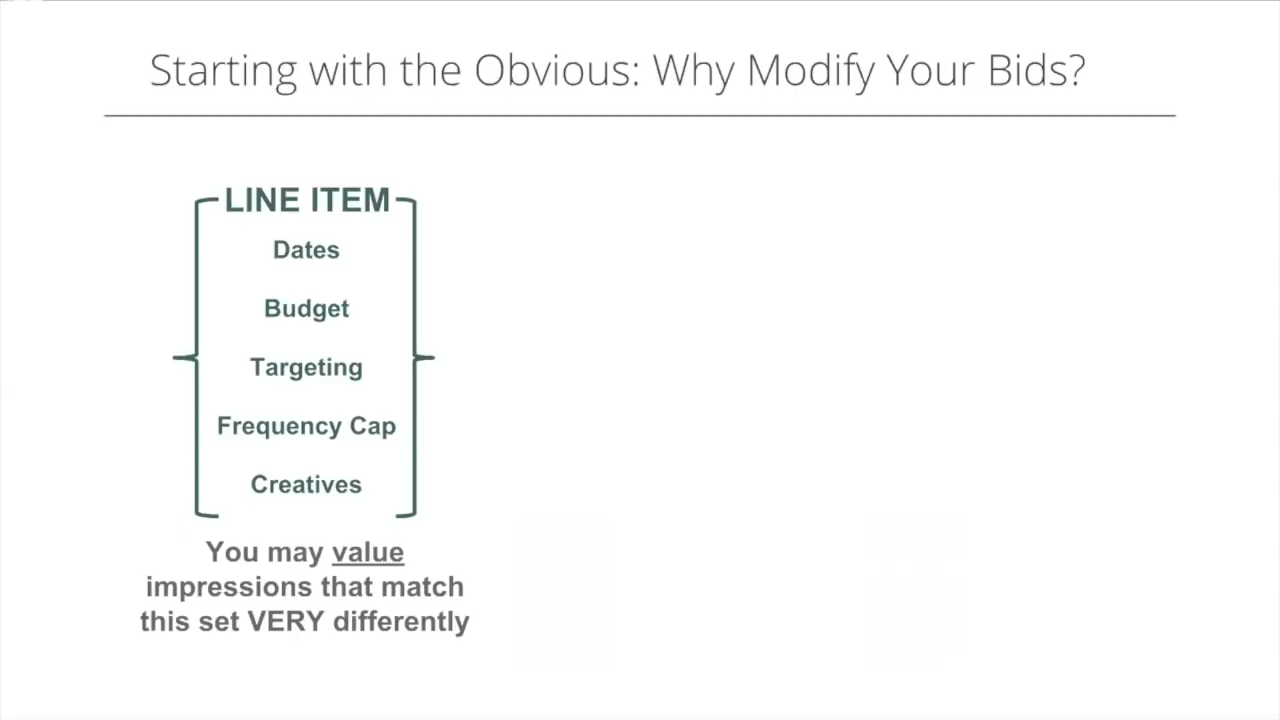 Starting with the Obvious: Why Modify Your Bids?
LINE ITEM
Dates
Budget
Targeting
Frequency Cap
Creatives
You may value
impressions that match
this set VERY differently